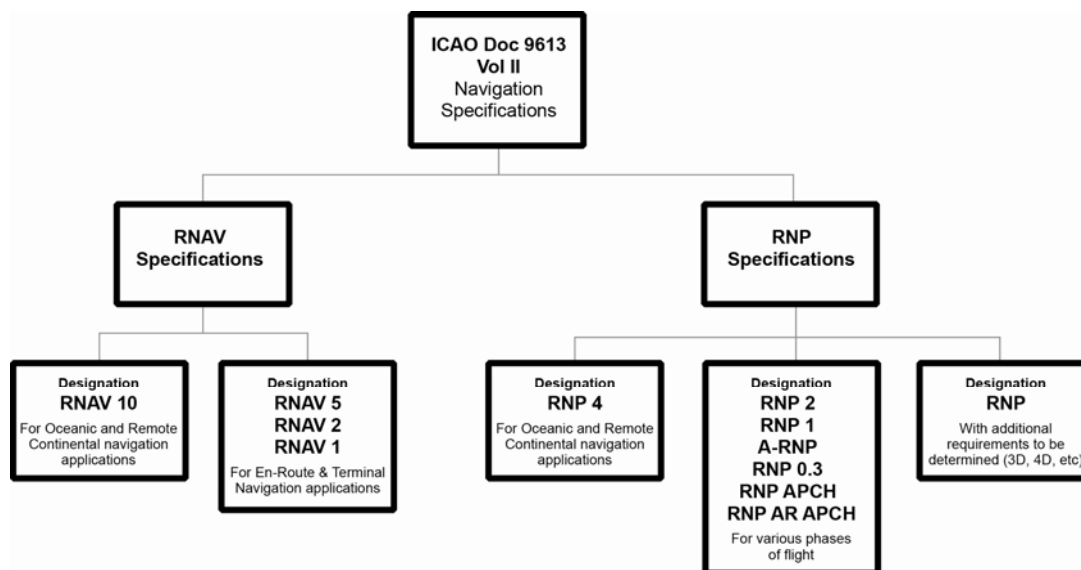 ICAO Doc 9613
Vol II
Navigation
Specifications
RNAV
Specifications
RNP
Specifications
Designation
RNAV 10
For Oceanic and Remote
Continental navigation
applications
Designation
RNAV 5
RNAV 2
RNAV 1
For En-Route & Terminal
Navigation applications
Designation
RNP 4
For Oceanic and Remote
Continental navigation
applications
Designation
RNP 2
RNP 1
A-RNP
RNP 0.3
RNP APCH
RNP AR APCH
For various phases
of flight
Designation
RNP
With additional
requirements to be
determined (3D, 4D, etc)